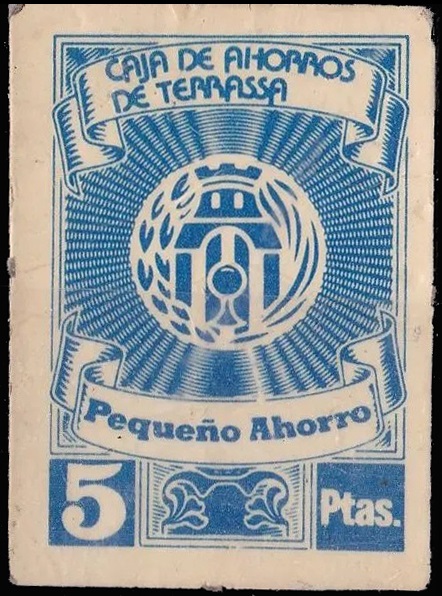 CAJA DE AHORROS
DE TERRASSA
Pequeño Ahorro
5 Ptas.